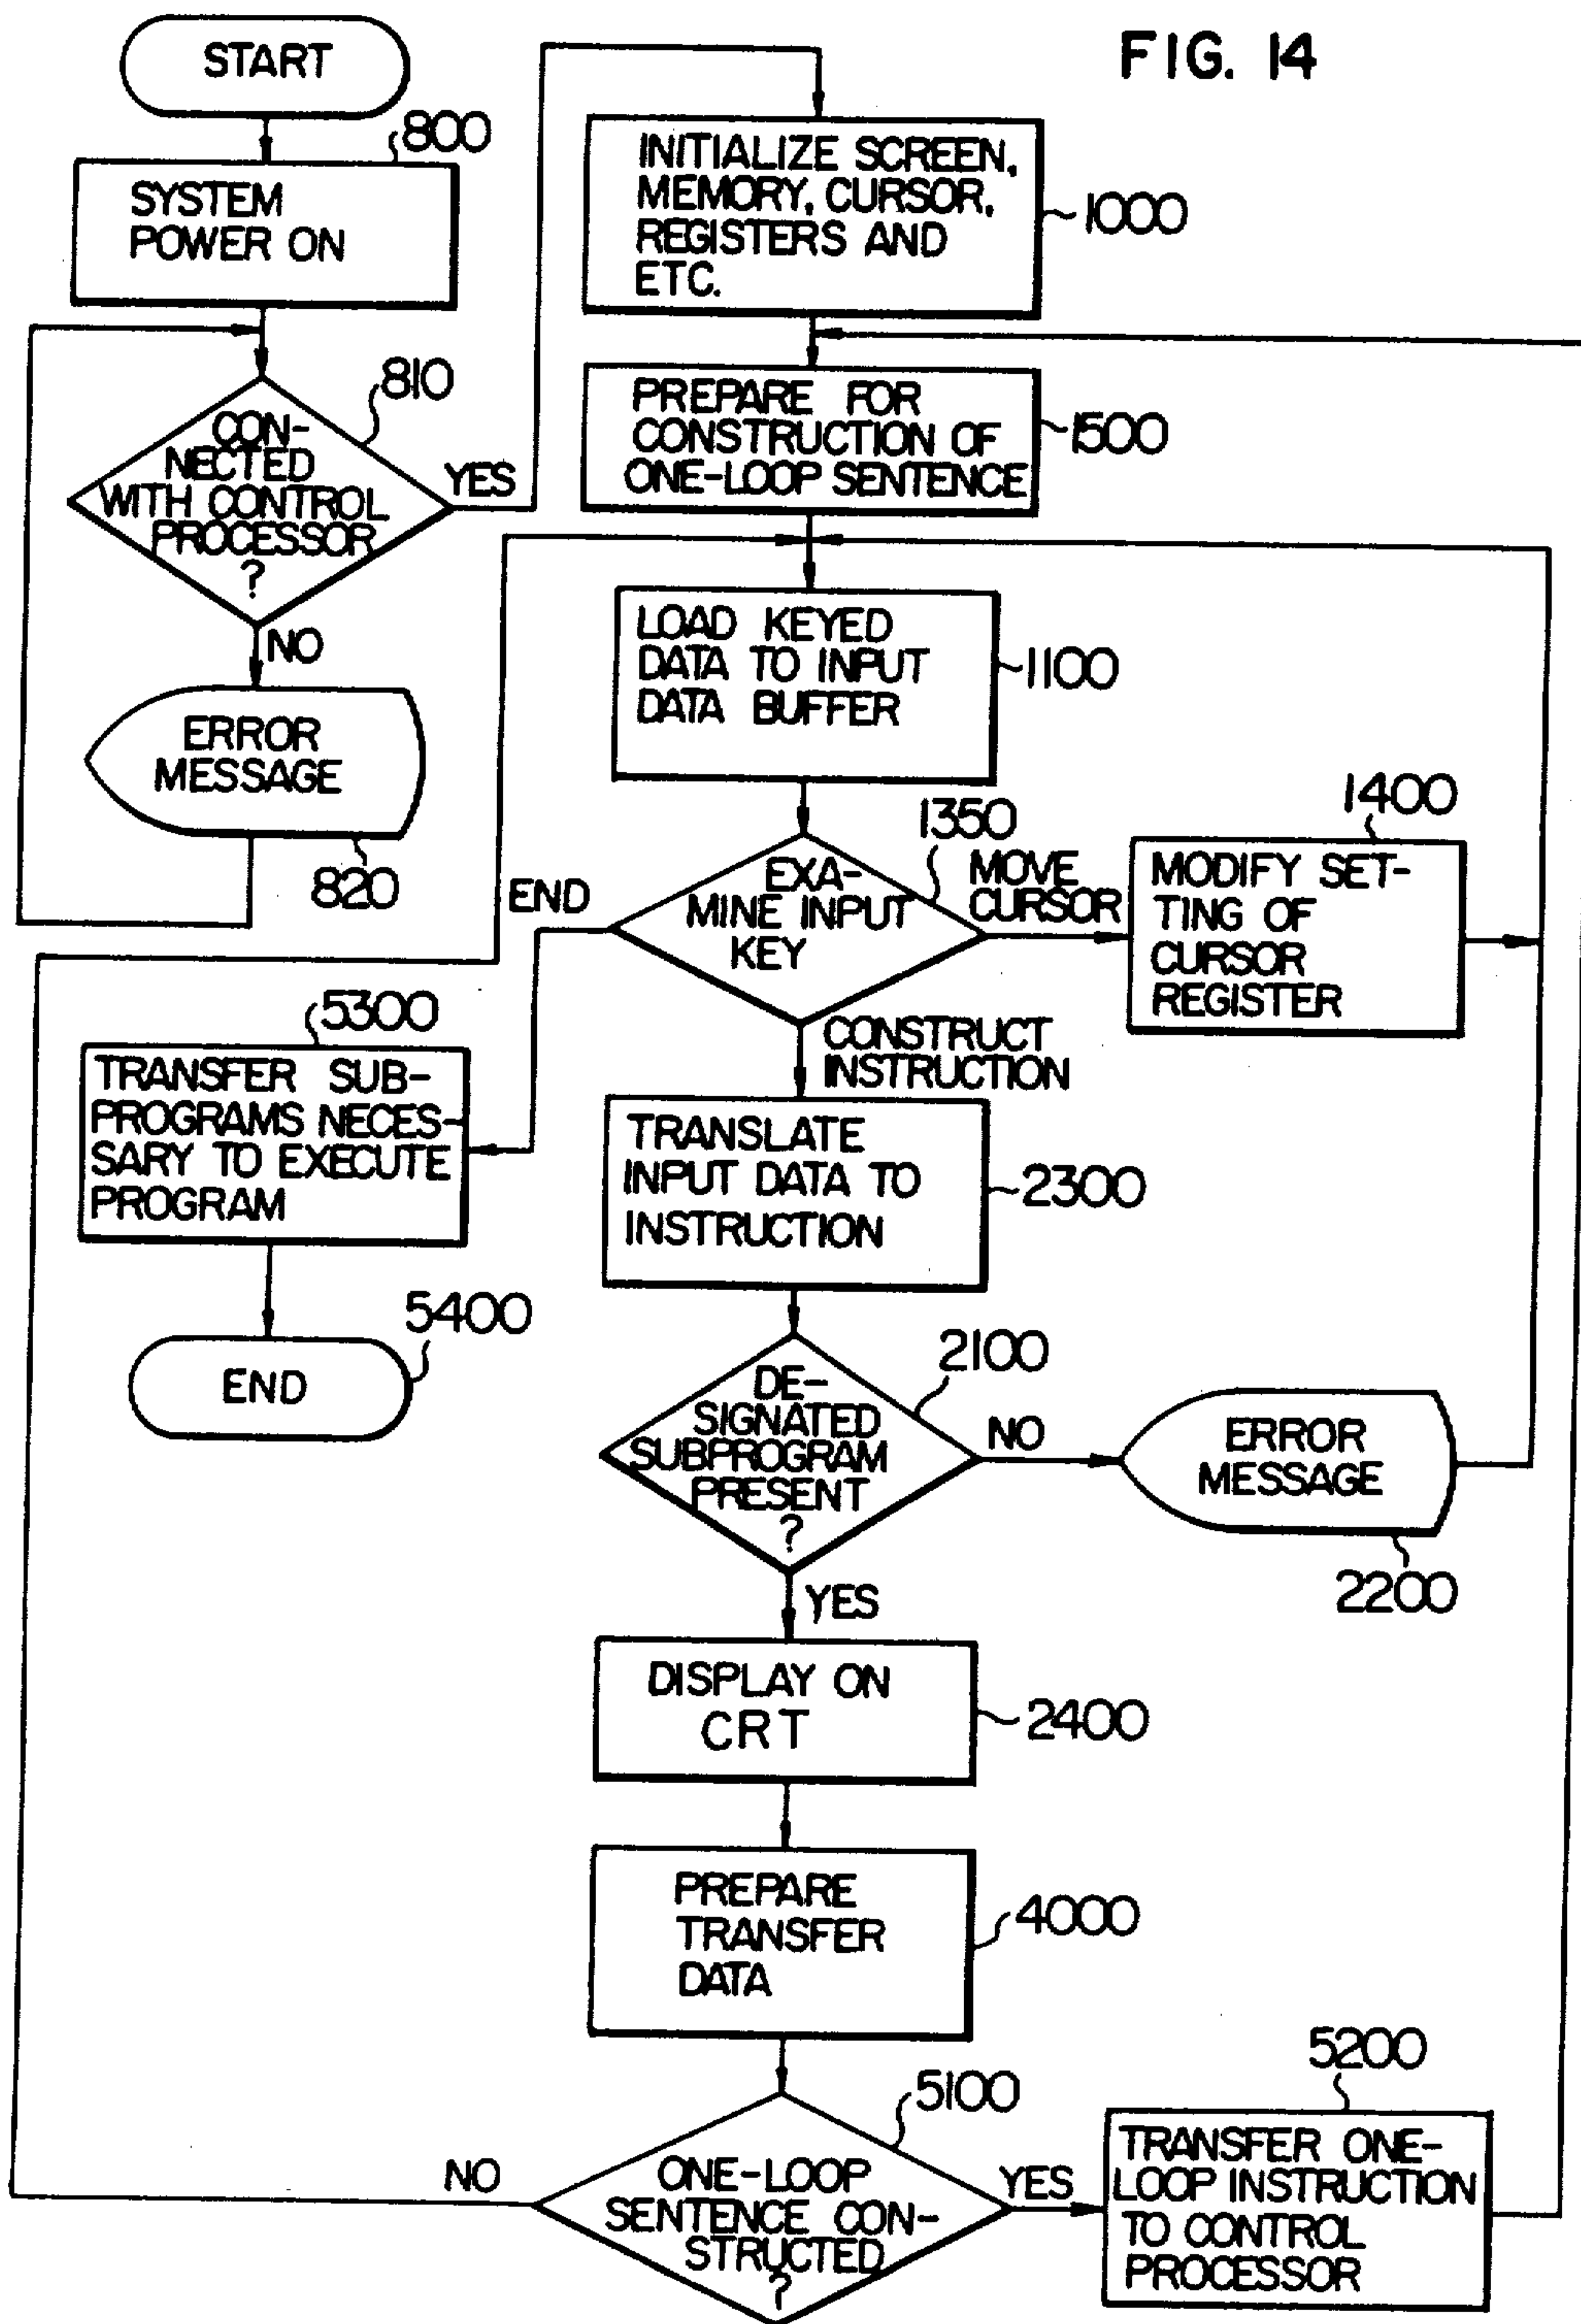 FIG. 14
START
800
SYSTEM
POWER ON
810
CON-
NECTED
WITH CONTROL
PROCESSOR
?
YES
NO
ERROR
MESSAGE
820
INITIALIZE SCREEN,
MEMORY, CURSOR,
REGISTERS AND
ETC.
1000
PREPARE FOR
CONSTRUCTION OF
ONE-LOOP SENTENCE
1500
LOAD KEYED
DATA TO INPUT
DATA BUFFER
1100
1350
EXA-
MINE INPUT
KEY
END
MOVE
CURSOR
1400
MODIFY SET-
TING OF
CURSOR
REGISTER
CONSTRUCT
INSTRUCTION
5300
TRANSFER SUB-
PROGRAMS NECES-
SARY TO EXECUTE
PROGRAM
5400
END
TRANSLATE
INPUT DATA TO
INSTRUCTION
2300
2100
DE-
SIGNATED
SUBPROGRAM
PRESENT
?
NO
ERROR
MESSAGE
2200
YES
DISPLAY ON
CRT
2400
PREPARE
TRANSFER
DATA
4000
5100
ONE-LOOP
SENTENCE CON-
STRUCTED
?
NO
YES
5200
TRANSFER ONE-
LOOP INSTRUCTION
TO CONTROL
PROCESSOR